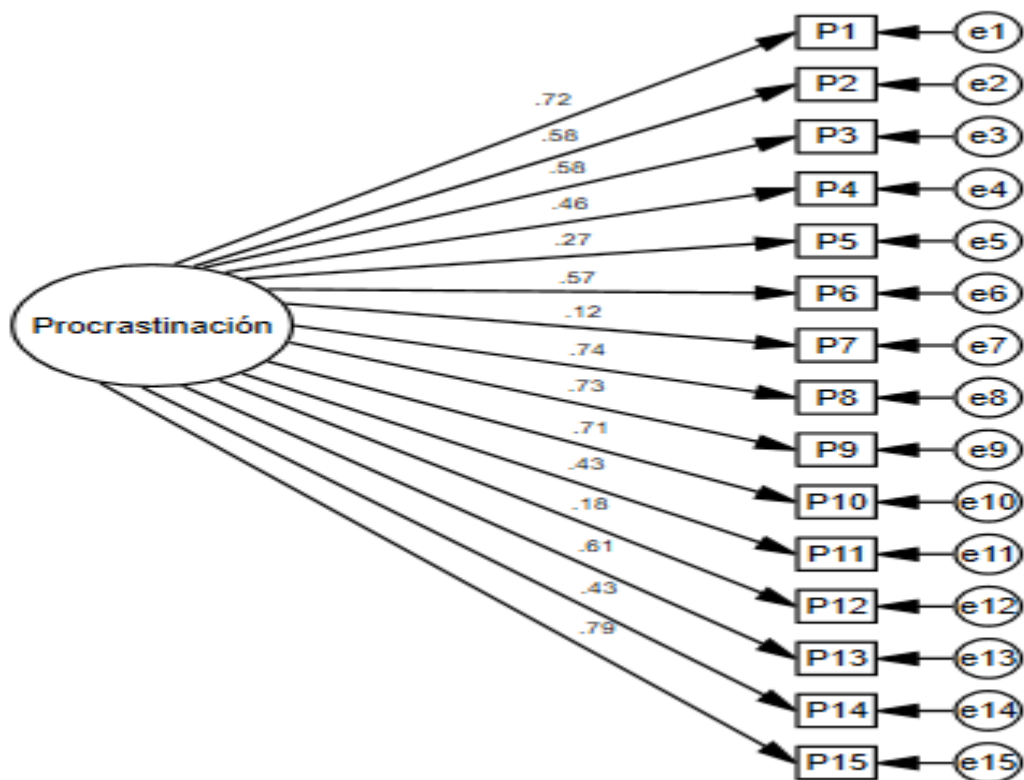 P1 e1
.72
P2 e2
.58
P3 e3
.58
P4 e4
.46
P5 e5
.27
P6 e6
.57
Procrastinación
.12
P7 e7
.74
P8 e8
.73
P9 e9
.71
P10 e10
.43
P11 e11
.18
P12 e12
.61
P13 e13
.43
P14 e14
.79
P15 e15